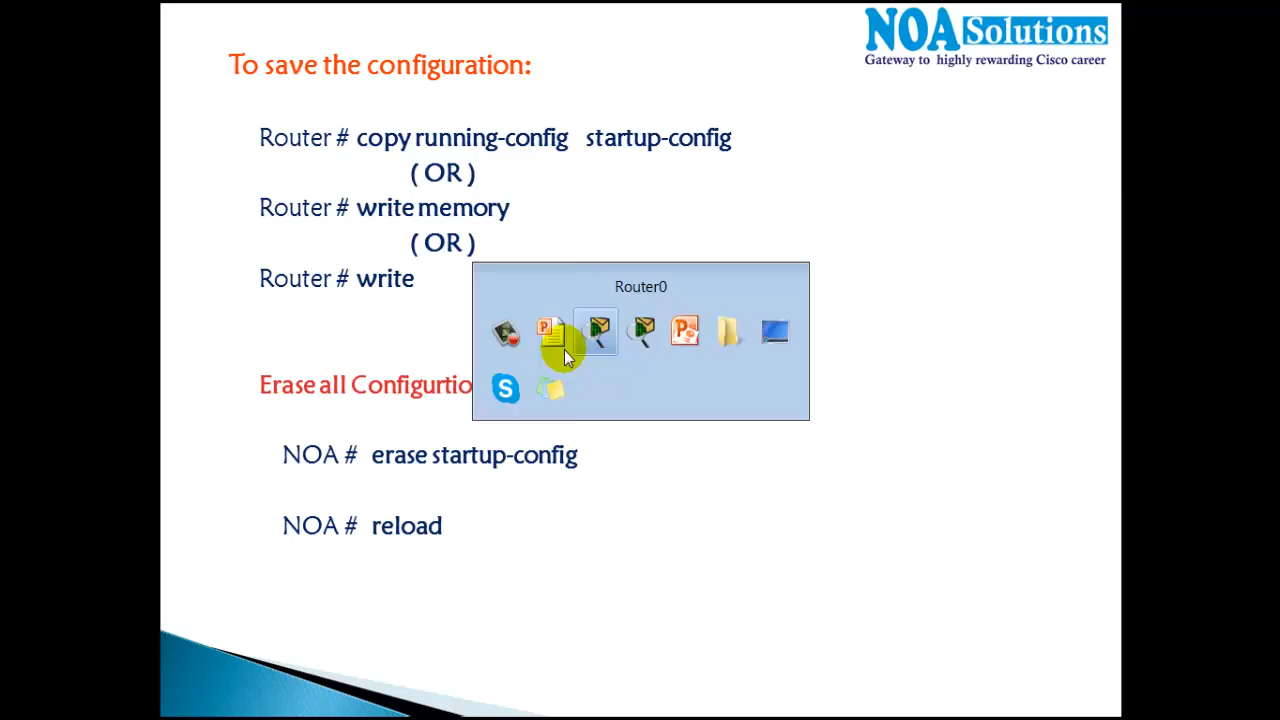 NOA Solutions
Gateway to highly rewarding Cisco career
To save the configuration:
Router # copy running-config startup-config
( OR )
Router # write memory
( OR )
Router # write
Router0
Erase all Configurtio
NOA # erase startup-config
NOA # reload